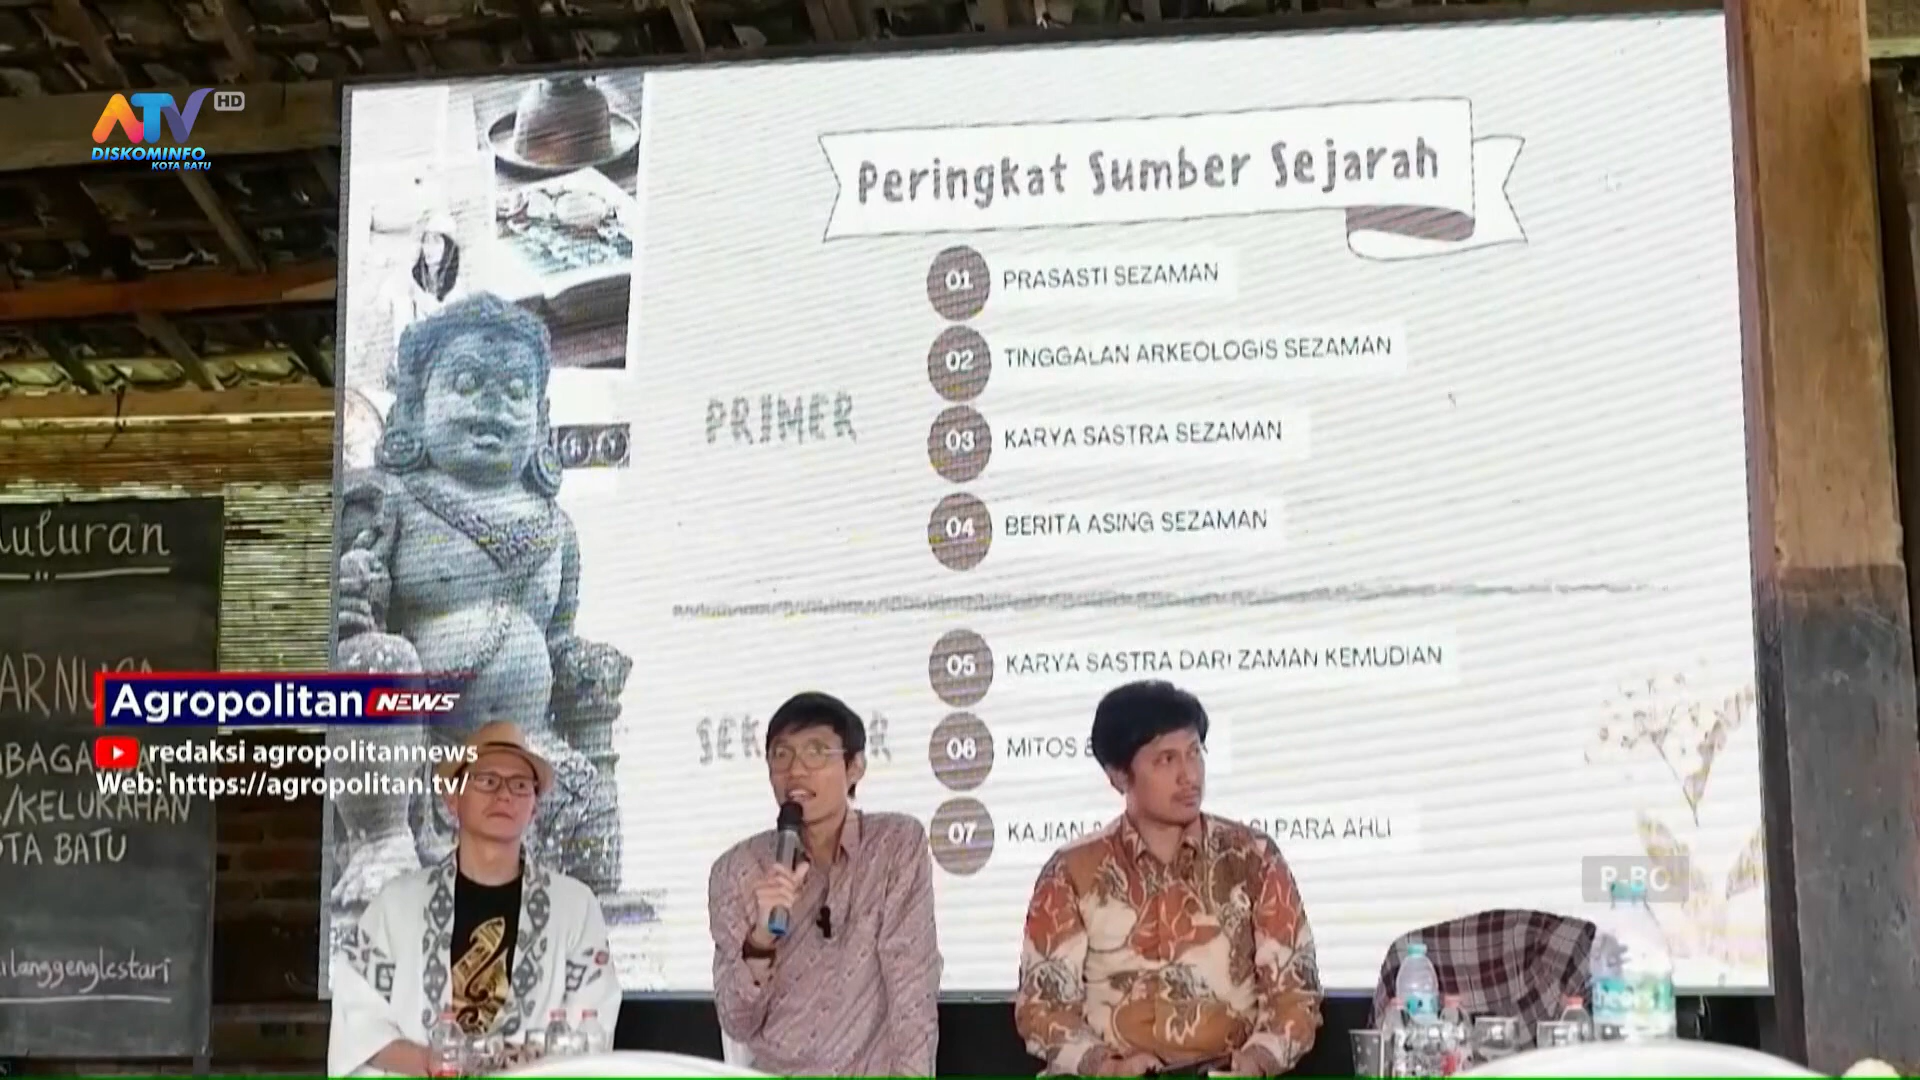 ATV HD
DISKOMINFO
KOTA BATU
Peringkat Sumber Sejarah
01 PRASASTI SEZAMAN
02 TINGGALAN ARKEOLOGIS SEZAMAN
PRIMER
03 KARYA SASTRA SEZAMAN
04 BERITA ASING SEZAMAN
05 KARYA SASTRA DARI ZAMAN KEMUDIAN
06 MITOS
07 KAJIAN
PARA AHLI
/KELURAHAN
OTA BATU
Agropolitan NEWS
redaksi agropolitannews
Web: https://agropolitan.tv/
P-BO